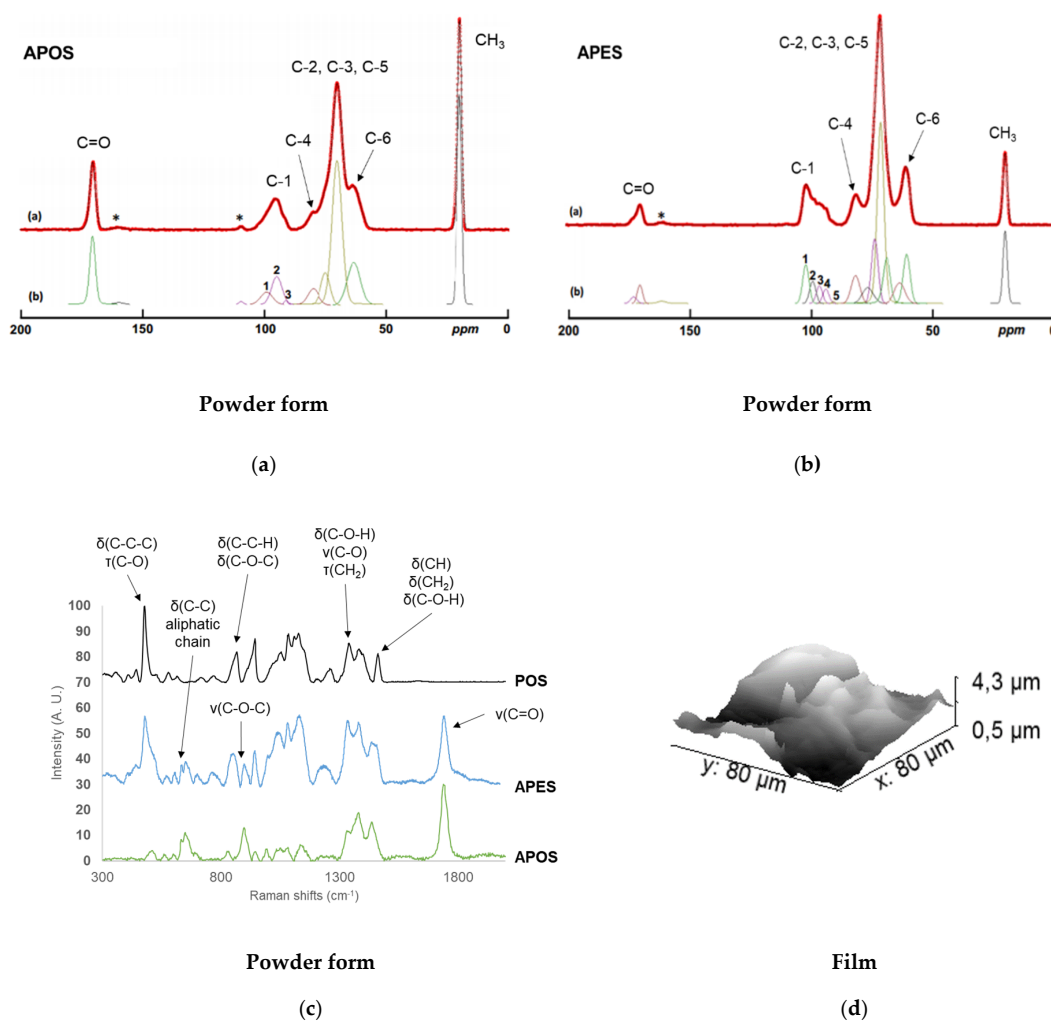 APOS
CH3
C-2, C-3, C-5
C-4
C-6
C=O
C-1
*
*
(a)
(b)
1
2
3
200
150
100
50
ppm
0
Powder form
(a)
APES
C-2, C-3, C-5
C-4
C-6
CH3
C-1
C=O
*
(a)
(b)
1
2
3
4
5
200
150
100
50
ppm
0
Powder form
(b)
δ(C-C-C)
τ(C-O)
δ(C-C)
aliphatic
chain
δ(C-C-H)
δ(C-O-C)
δ(C-O-H)
ν(C-O)
τ(CH2)
δ(CH)
δ(CH2)
δ(C-O-H)
ν(C-O-C)
ν(C=O)
POS
APES
APOS
Intensity (A. U.)
100
90
80
70
60
50
40
30
20
10
0
300
800
1300
1800
Raman shifts (cm-1)
Powder form
(c)
4,3 µm
0,5 µm
y: 80 µm
x: 80 µm
Film
(d)